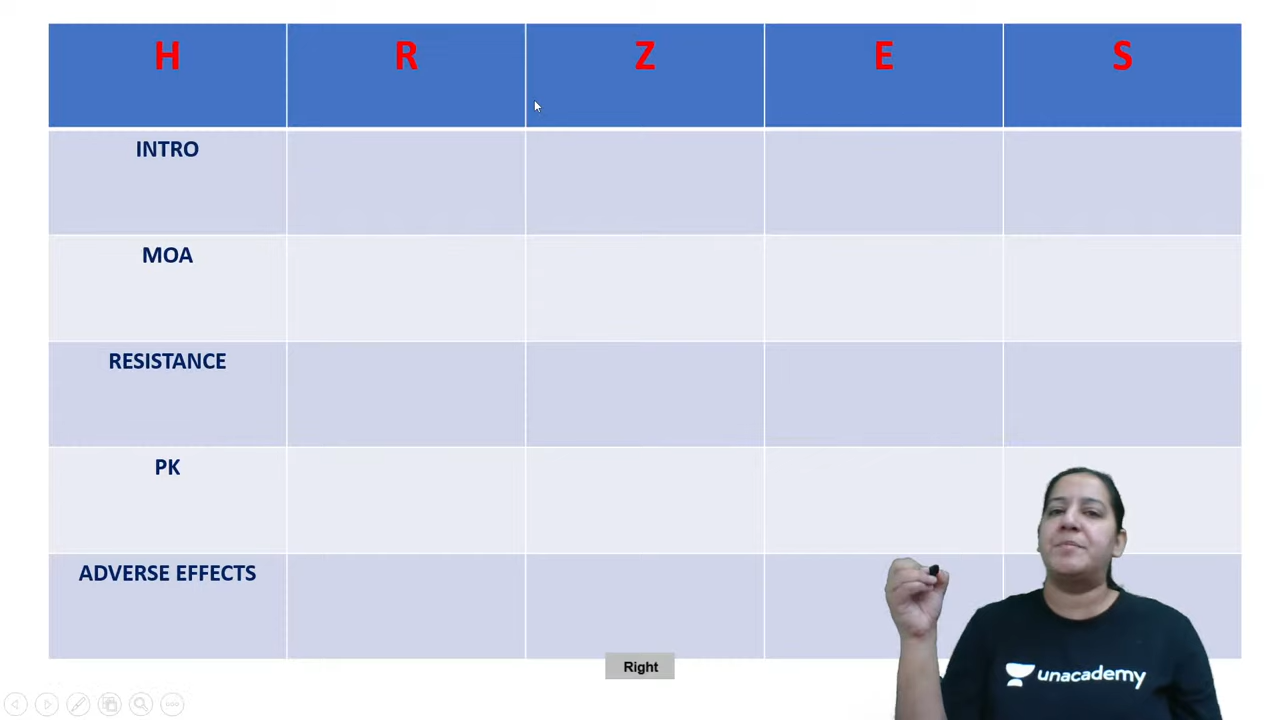 H R Z E S
INTRO
MOA
RESISTANCE
PK
ADVERSE EFFECTS
Right
unacademy